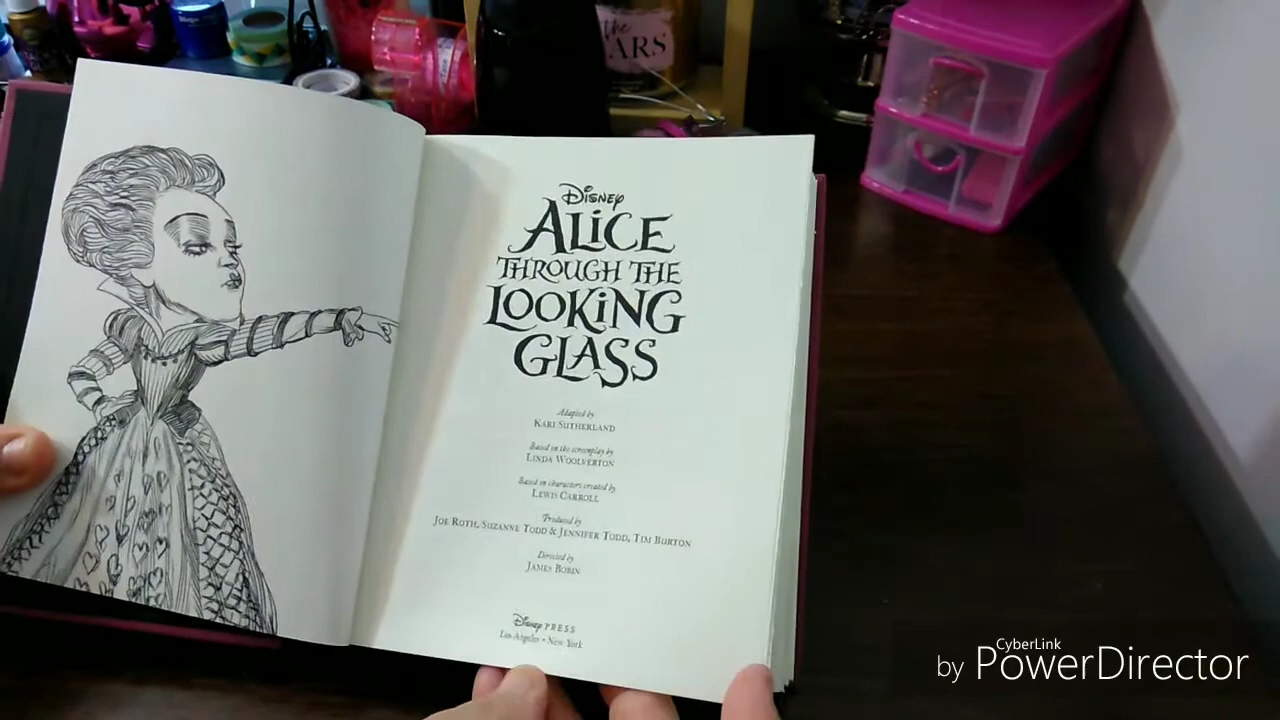 the
ARS
Disney
ALiCE
THROUGH THE
LOOKiNG
GLASS
Adapted by
KARI SUTHERLAND
Based on the screenplay by
LINDA WOOLVERTON
Based on characters created by
LEWIS CARROLL
Produced by
JOE ROTH, SUZANNE TODD & JENNIFER TODD, TIM BURTON
Directed by
JAMES BOBIN
Disney PRESS
Los Angeles • New York
CyberLink
by PowerDirector